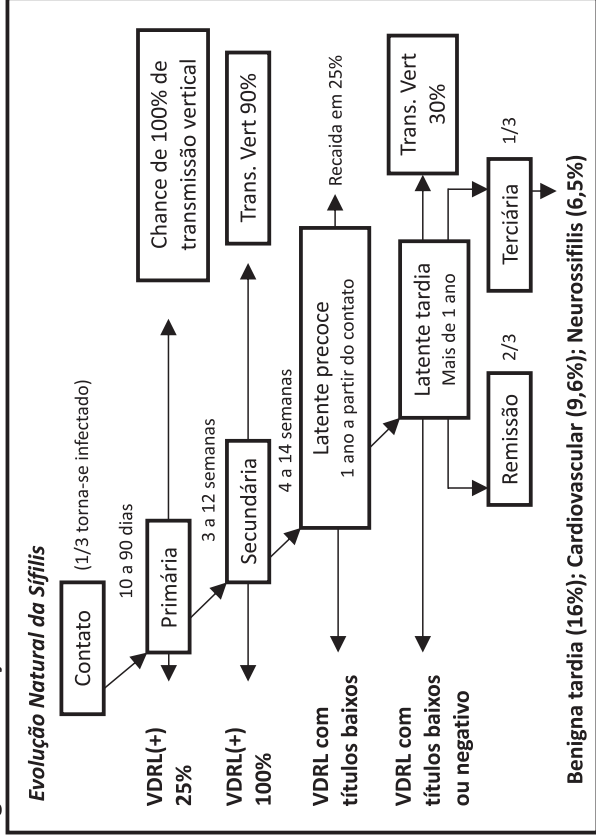 Evolução Natural da Sífilis
Contato
(1/3 torna-se infectado)
10 a 90 dias
VDRL(+)
25%
Primária
Chance de 100% de
transmissão vertical
3 a 12 semanas
VDRL(+)
100%
Secundária
Trans. Vert 90%
4 a 14 semanas
VDRL com
títulos baixos
Latente precoce
1 ano a partir do contato
Recaida em 25%
VDRL com
títulos baixos
ou negativo
Latente tardia
Mais de 1 ano
Trans. Vert
30%
Remissão
2/3
Terciária
1/3
Benigna tardia (16%); Cardiovascular (9,6%); Neurossifilis (6,5%)